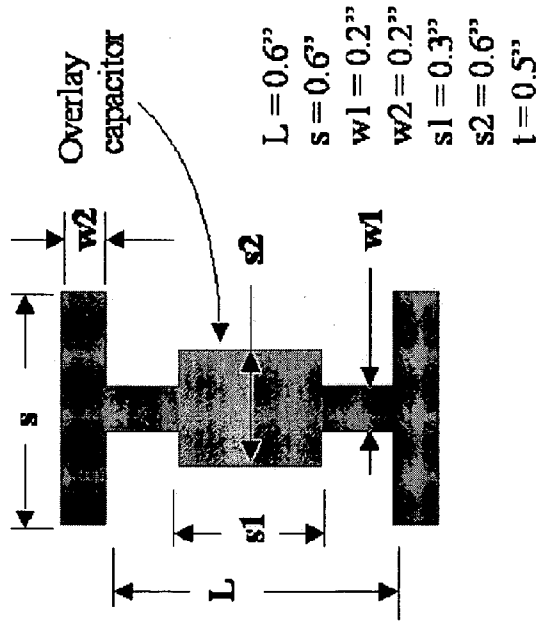 s
w2
Overlay
capacitor
s2
s1
L
w1
L = 0.6”
s = 0.6”
w1 = 0.2”
w2 = 0.2”
s1 = 0.3”
s2 = 0.6”
t = 0.5”